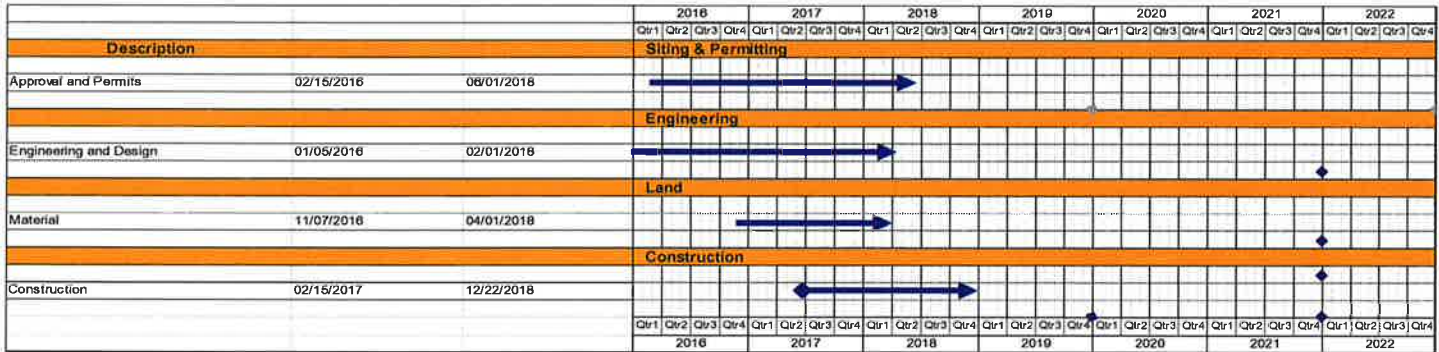 2016 2017 2018 2019 2020 2021 2022
Qtr1 Qtr2 Qtr3 Qtr4 Qtr1 Qtr2 Qtr3 Qtr4 Qtr1 Qtr2 Qtr3 Qtr4 Qtr1 Qtr2 Qtr3 Qtr4 Qtr1 Qtr2 Qtr3 Qtr4 Qtr1 Qtr2 Qtr3 Qtr4 Qtr1 Qtr2 Qtr3 Qtr4
Description Siting & Permitting
Approval and Permits 02/15/2016 06/01/2018
Engineering
Engineering and Design 01/05/2016 02/01/2018
Land
Material 11/07/2016 04/01/2018
Construction
Construction 02/15/2017 12/22/2018
Qtr1 Qtr2 Qtr3 Qtr4 Qtr1 Qtr2 Qtr3 Qtr4 Qtr1 Qtr2 Qtr3 Qtr4 Qtr1 Qtr2 Qtr3 Qtr4 Qtr1 Qtr2 Qtr3 Qtr4 Qtr1 Qtr2 Qtr3 Qtr4 Qtr1 Qtr2 Qtr3 Qtr4
2016 2017 2018 2019 2020 2021 2022